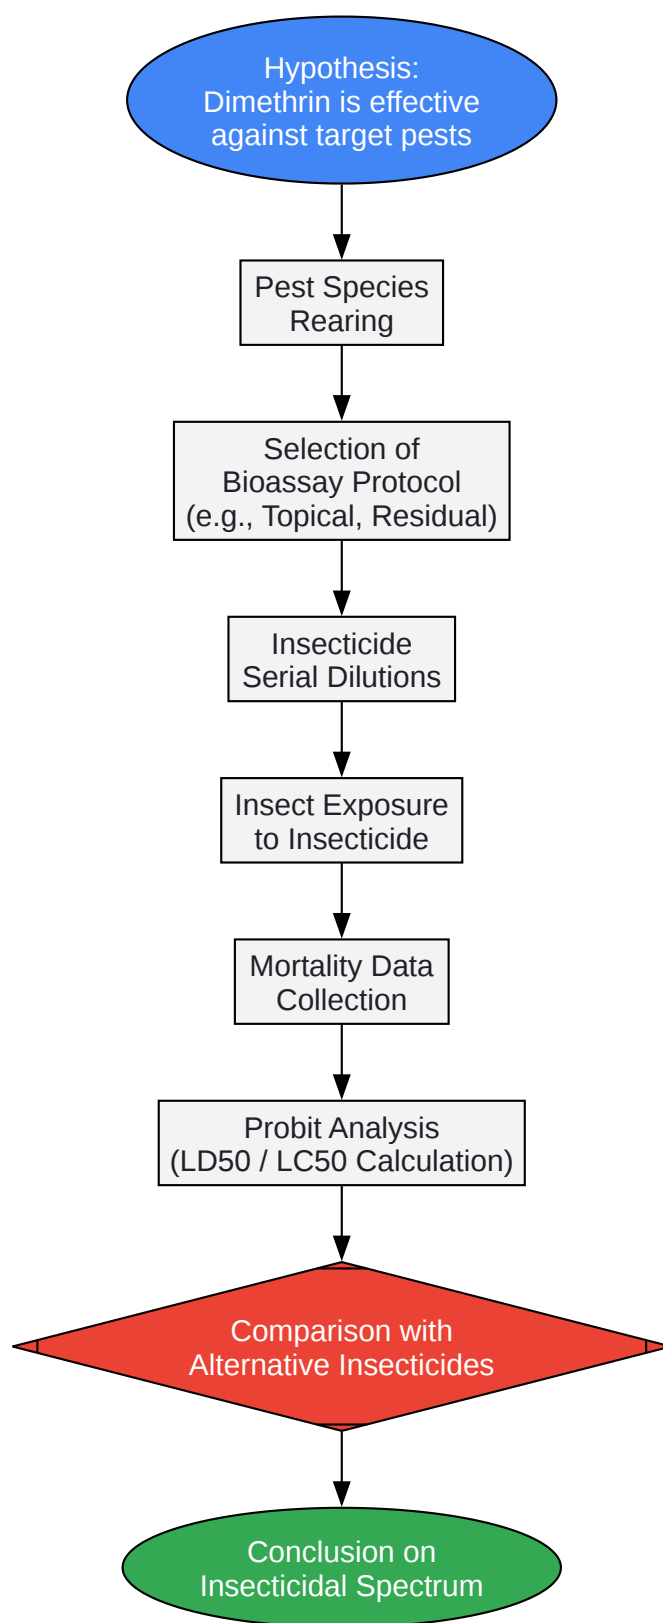 Hypothesis:
Dimethrin is effective
against target pests
Pest Species
Rearing
Selection of
Bioassay Protocol
(e.g., Topical, Residual)
Insecticide
Serial Dilutions
Insect Exposure
to Insecticide
Mortality Data
Collection
Probit Analysis
(LD50 / LC50 Calculation)
Comparison with
Alternative Insecticides
Conclusion on
Insecticidal Spectrum